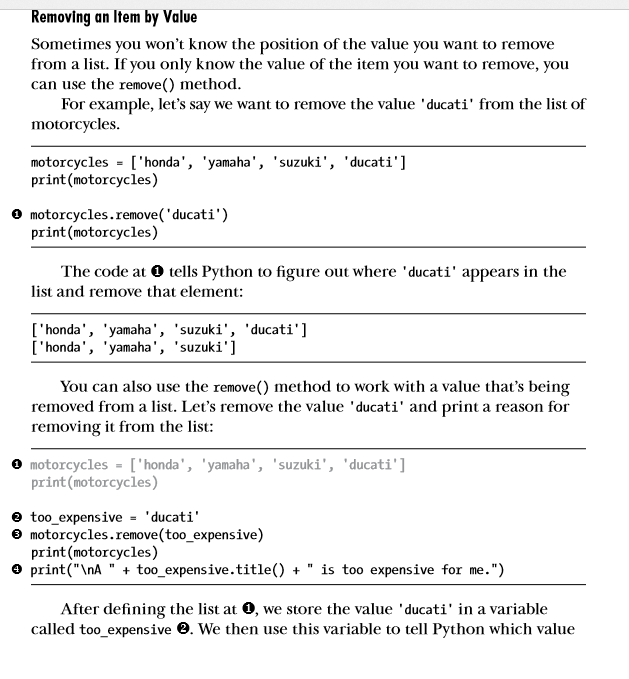 Removing an Item by Value
Sometimes you won’t know the position of the value you want to remove
from a list. If you only know the value of the item you want to remove, you
can use the remove() method.
For example, let’s say we want to remove the value 'ducati' from the list of
motorcycles.
motorcycles = ['honda', 'yamaha', 'suzuki', 'ducati']
print(motorcycles)
❶ motorcycles.remove('ducati')
print(motorcycles)
The code at ❶ tells Python to figure out where 'ducati' appears in the
list and remove that element:
['honda', 'yamaha', 'suzuki', 'ducati']
['honda', 'yamaha', 'suzuki']
You can also use the remove() method to work with a value that’s being
removed from a list. Let’s remove the value 'ducati' and print a reason for
removing it from the list:
❶ motorcycles = ['honda', 'yamaha', 'suzuki', 'ducati']
print(motorcycles)
❷ too_expensive = 'ducati'
❸ motorcycles.remove(too_expensive)
print(motorcycles)
❹ print("\nA " + too_expensive.title() + " is too expensive for me.")
After defining the list at ❶, we store the value 'ducati' in a variable
called too_expensive ❷. We then use this variable to tell Python which value